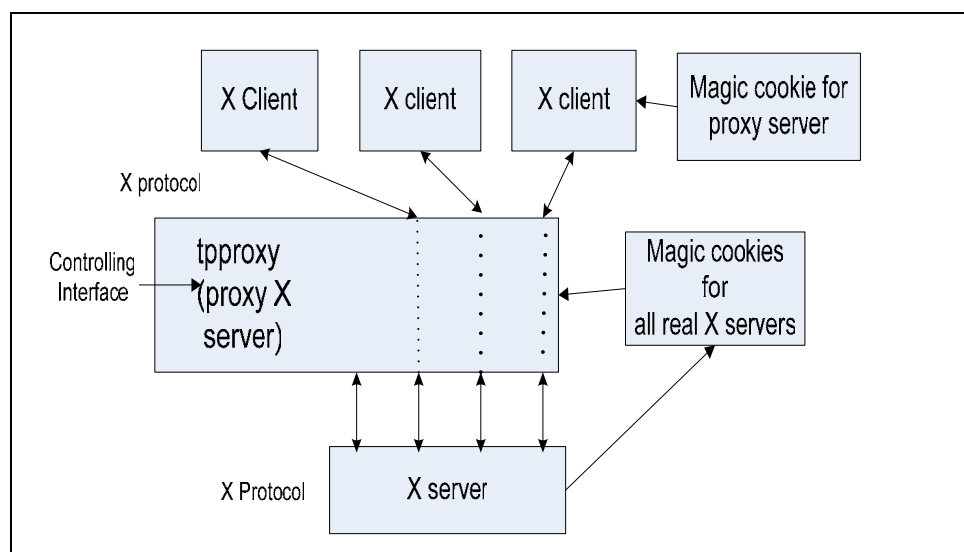 X Client
X client
X client
Magic cookie for
proxy server
X protocol
Controlling
Interface
tpproxy
(proxy X
server)
Magic cookies
for
all real X servers
X Protocol
X server